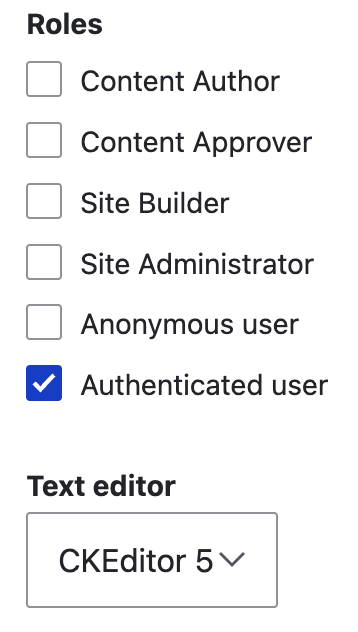 Roles
Content Author
Content Approver
Site Builder
Site Administrator
Anonymous user
Authenticated user
Text editor
CKEditor 5